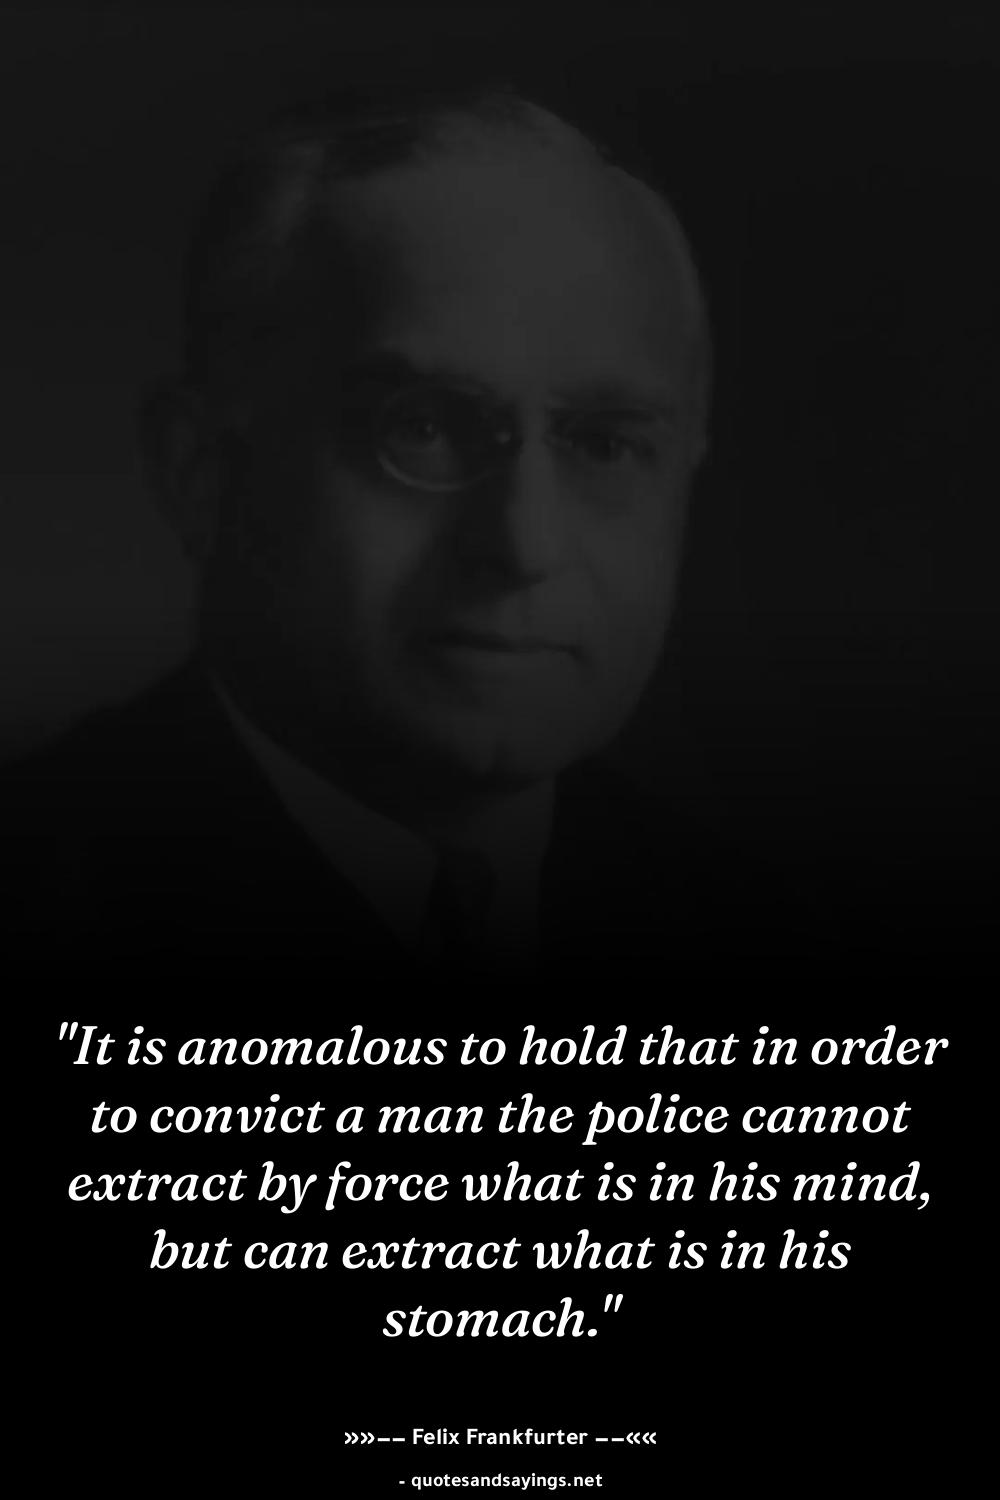 "It is anomalous to hold that in order
to convict a man the police cannot
extract by force what is in his mind,
but can extract what is in his
stomach."
»»–– Felix Frankfurter ––««
- quotesandsayings.net